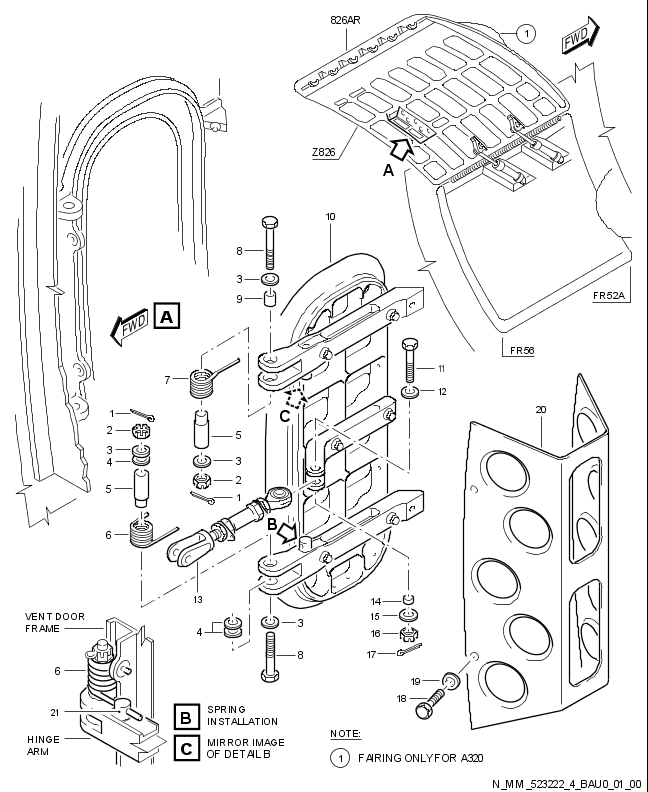 826AR
1
FWD
Z826
A
10
8
3
9
FR52A
FWD
A
FR56
7
11
12
C
1
2
3
4
5
5
3
2
1
20
6
B
13
14
15
16
17
4
3
8
VENT DOOR
FRAME
6
21
HINGE
ARM
19
18
B SPRING
INSTALLATION
C MIRROR IMAGE
OF DETAIL B
NOTE:
1 FAIRING ONLY FOR A320
N_MM_523222_4_BAU0_01_00